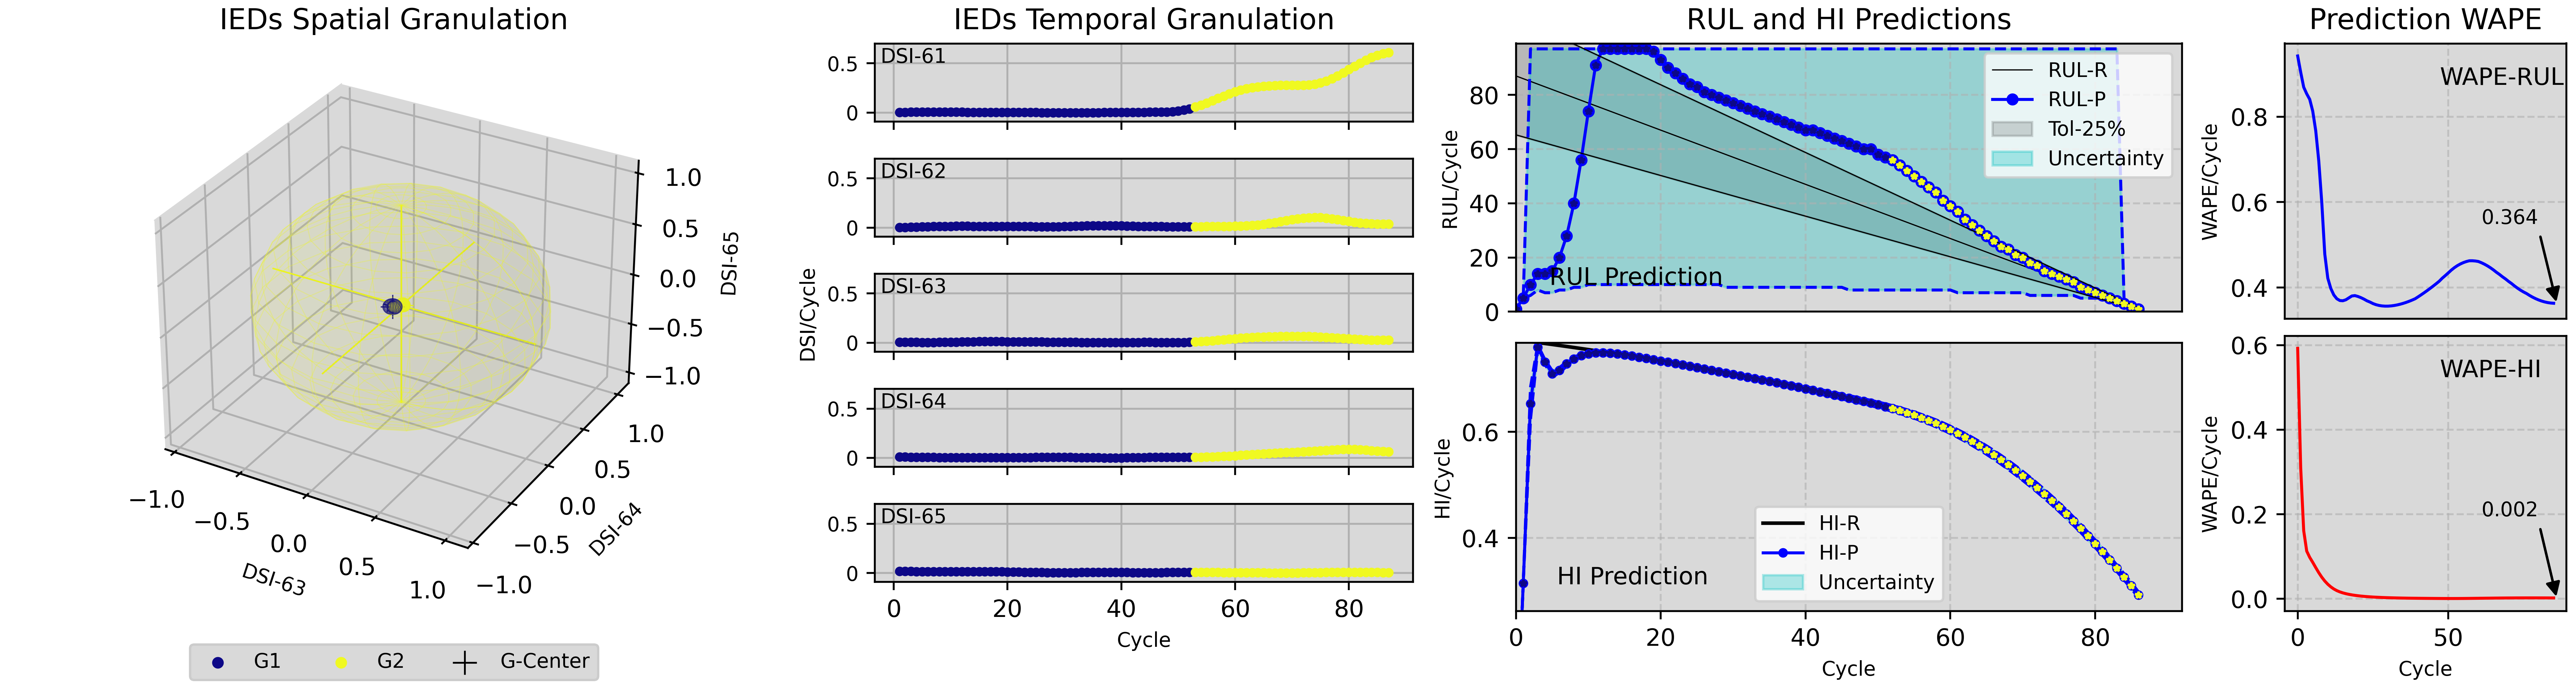 IEDs Spatial Granulation
1.0
0.5
0.0
−0.5
−1.0
DSI-65
1.0
0.5
0.0
−0.5
−1.0
DSI-64
−1.0
−0.5
0.0
0.5
1.0
DSI-63
G1 G2 G-Center
IEDs Temporal Granulation
DSI/Cycle
DSI-61
0.5
0
DSI-62
0.5
0
DSI-63
0.5
0
DSI-64
0.5
0
DSI-65
0.5
0
0 20 40 60 80
Cycle
RUL and HI Predictions
RUL/Cycle
80
60
40
20
0
RUL-R
RUL-P
Tol-25%
Uncertainty
RUL Prediction
HI/Cycle
0.6
0.4
HI-R
HI-P
Uncertainty
HI Prediction
0 20 40 60 80
Cycle
Prediction WAPE
WAPE/Cycle
0.8
0.6
0.4
WAPE-RUL
0.364
WAPE/Cycle
0.6
0.4
0.2
0.0
WAPE-HI
0.002
0 50
Cycle